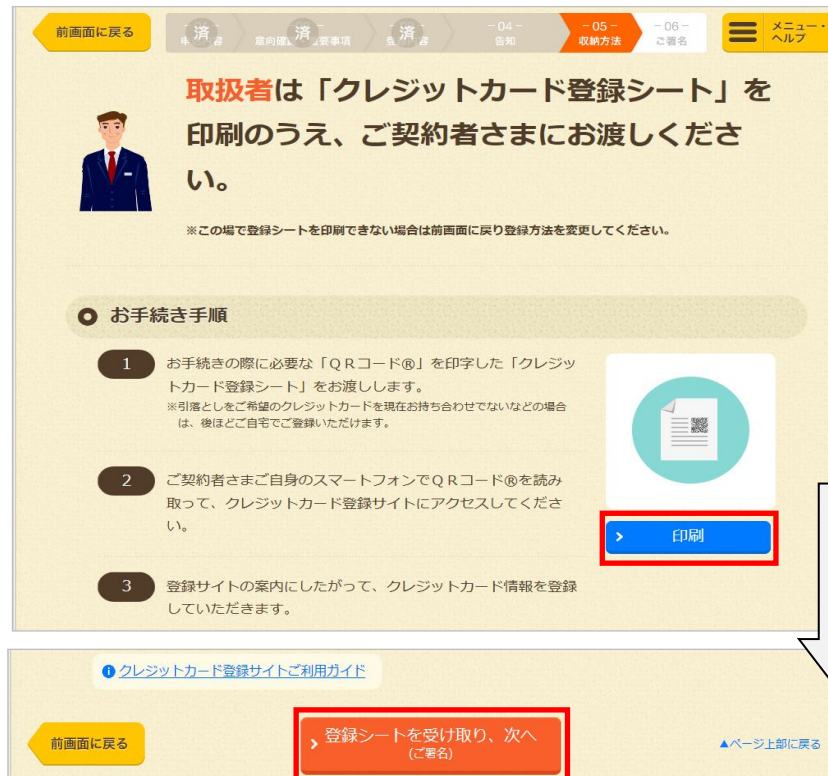 前画面に戻る
済
済
済
- 04 -
告知
- 05 -
収納方法
- 06 -
ご署名
メニュー・
ヘルプ
取扱者は「クレジットカード登録シート」を
印刷のうえ、ご契約者さまにお渡しくださ
い。
※この場で登録シートを印刷できない場合は前画面に戻り登録方法を変更してください。
お手続き手順
1
お手続きの際に必要な「ＱＲコード®」を印字した「クレジッ
トカード登録シート」をお渡しします。
※引落としをご希望のクレジットカードを現在お持ち合わせでないなどの場合
は、後ほどご自宅でご登録いただけます。
2
ご契約者さまご自身のスマートフォンでＱＲコード®を読み
取って、クレジットカード登録サイトにアクセスしてくださ
い。
印刷
3
登録サイトの案内にしたがって、クレジットカード情報を登録
していただきます。
クレジットカード登録サイトご利用ガイド
前画面に戻る
登録シートを受け取り、次へ
(ご署名)
▲ページ上部に戻る